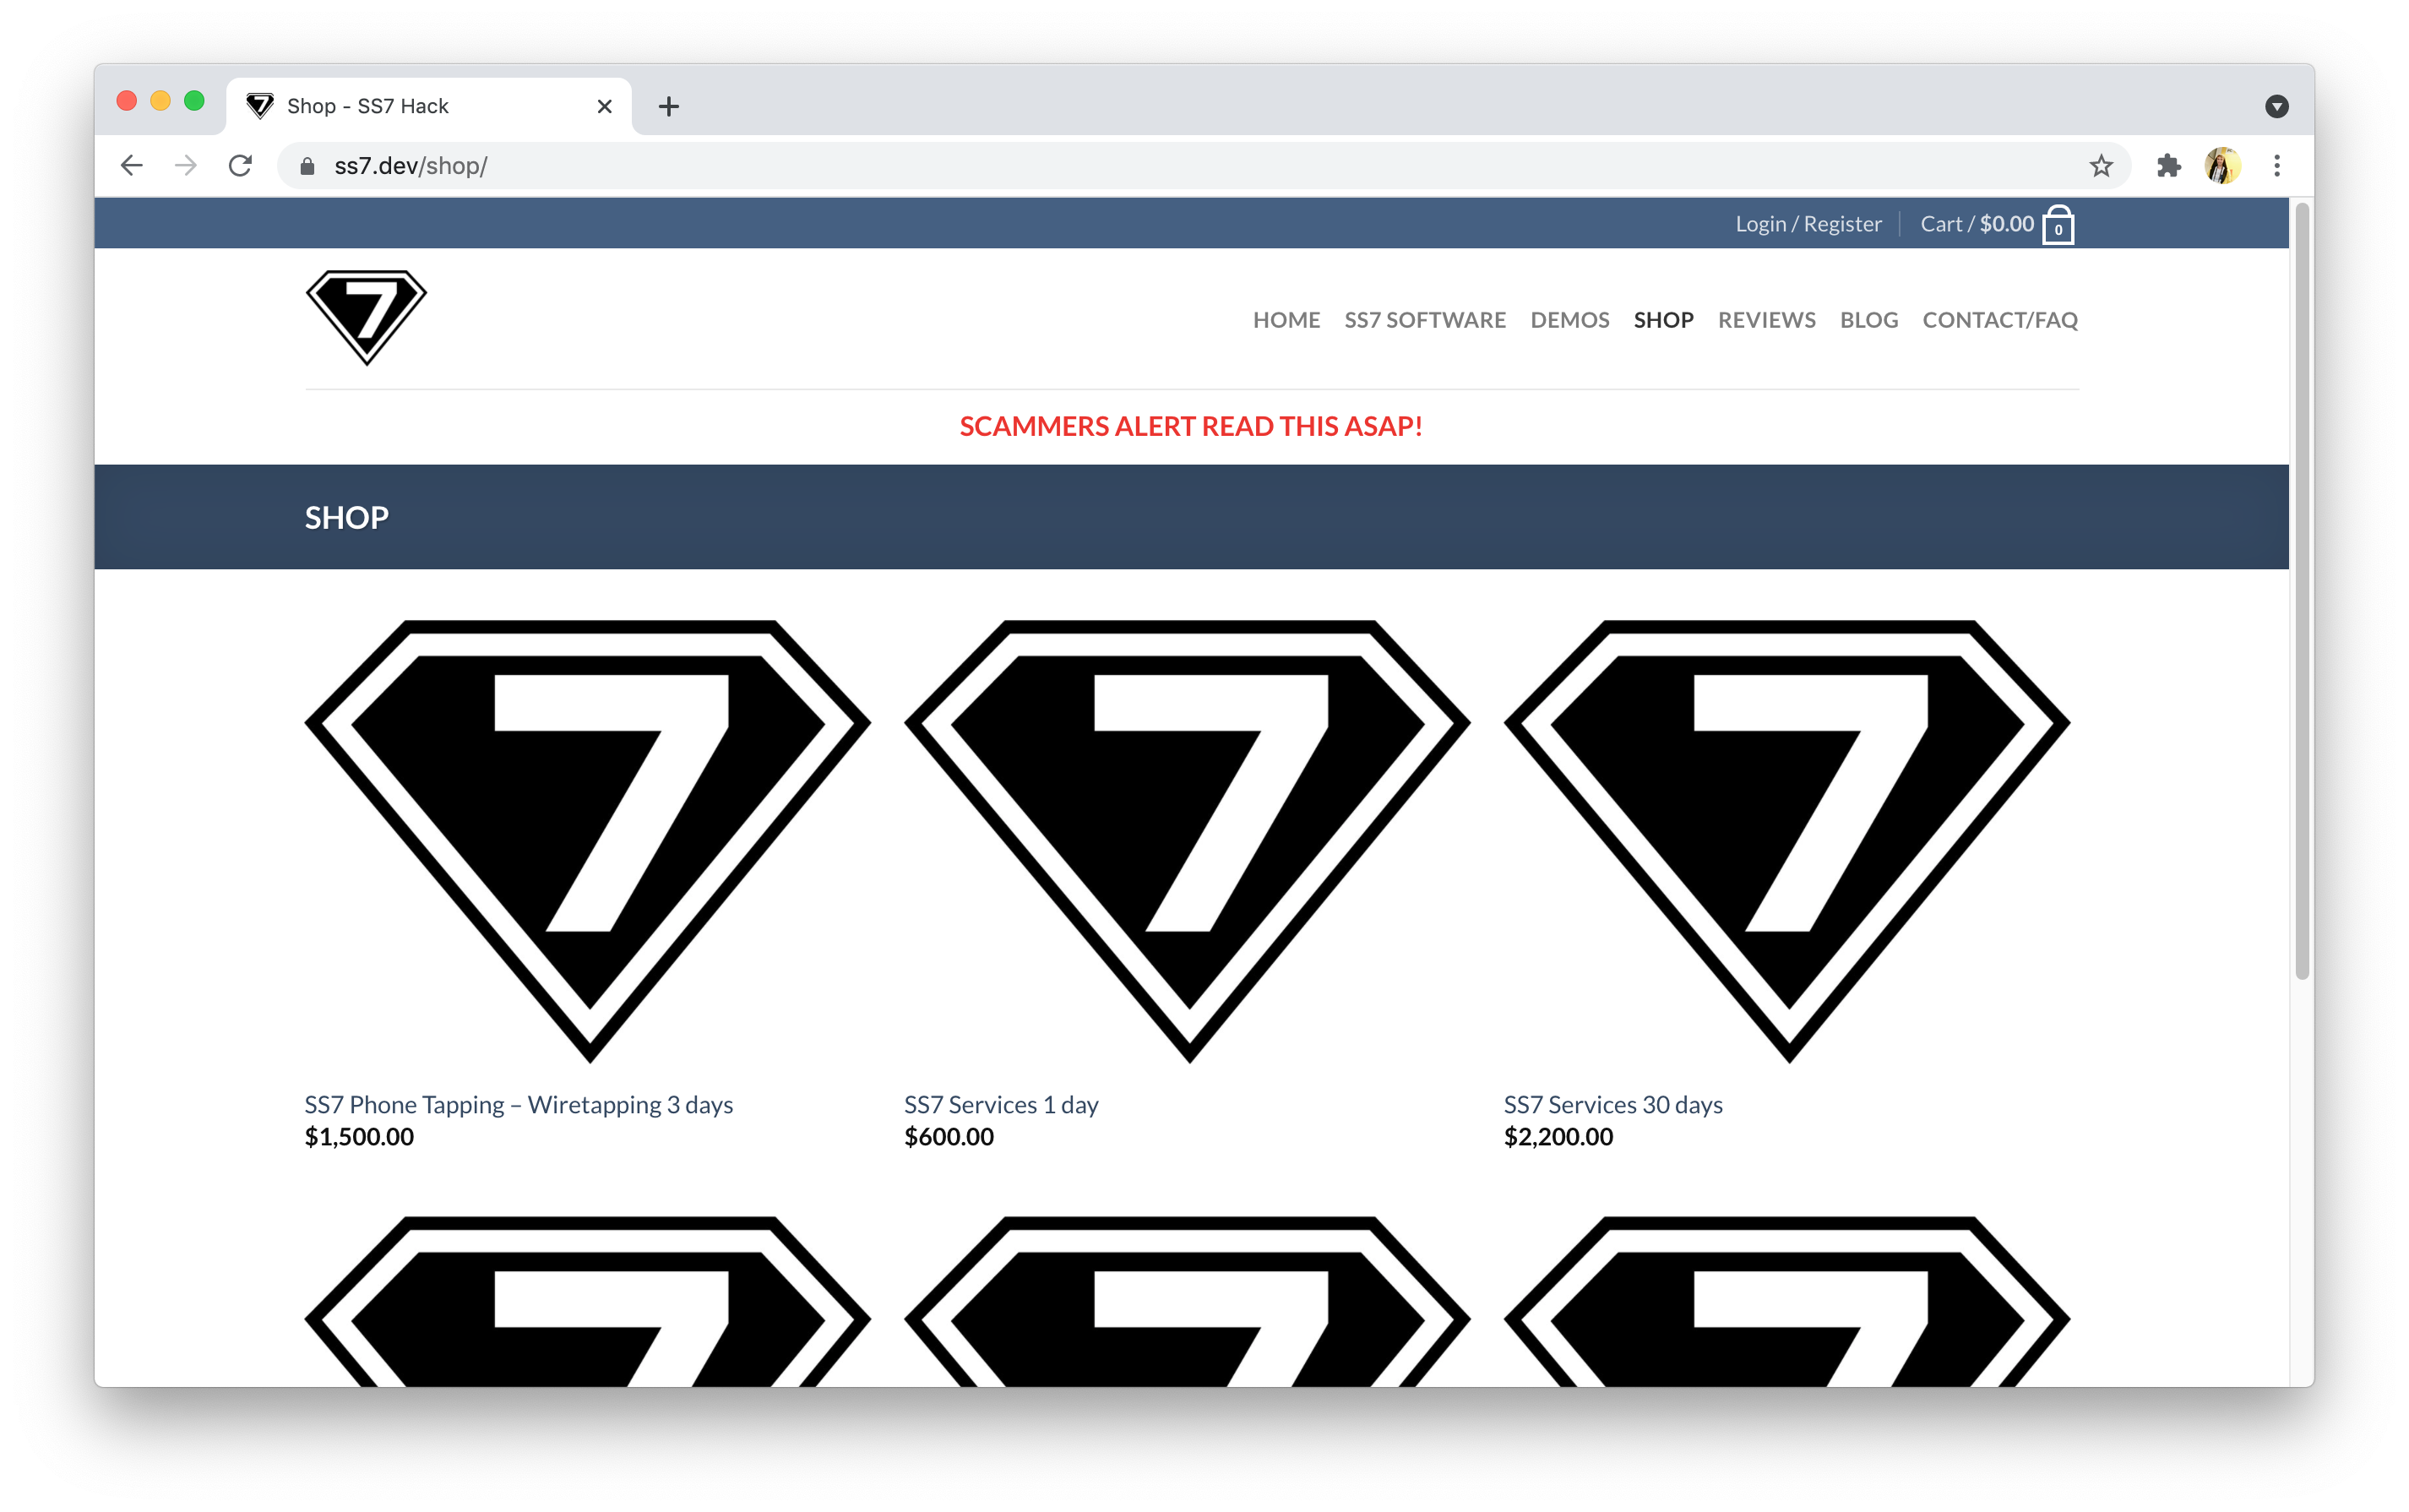 Shop - SS7 Hack
ss7.dev/shop/
Login / Register Cart / $0.00 0
7
HOME SS7 SOFTWARE DEMOS SHOP REVIEWS BLOG CONTACT/FAQ
SCAMMERS ALERT READ THIS ASAP!
SHOP
7 7 7
SS7 Phone Tapping – Wiretapping 3 days SS7 Services 1 day SS7 Services 30 days
$1,500.00 $600.00 $2,200.00
7 7 7